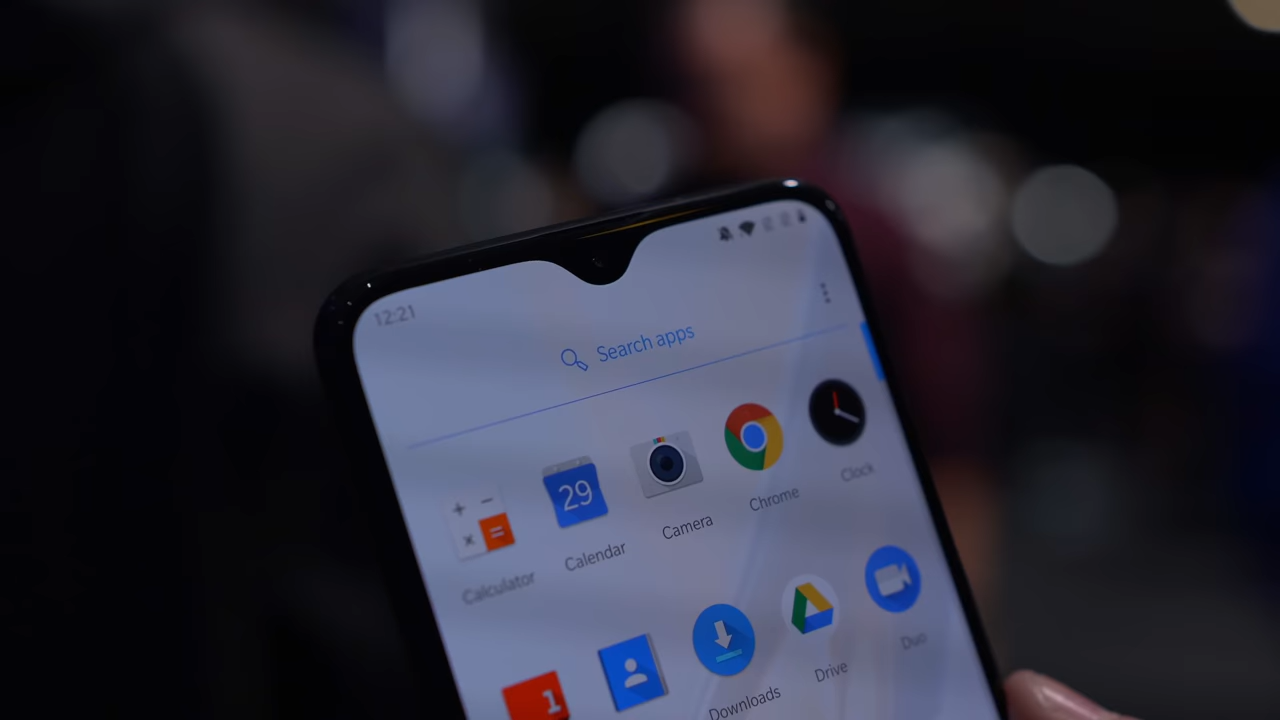 12:21
Search apps
29
Calculator
Calendar
Camera
Chrome
Clock
1
Downloads
Drive
Duo